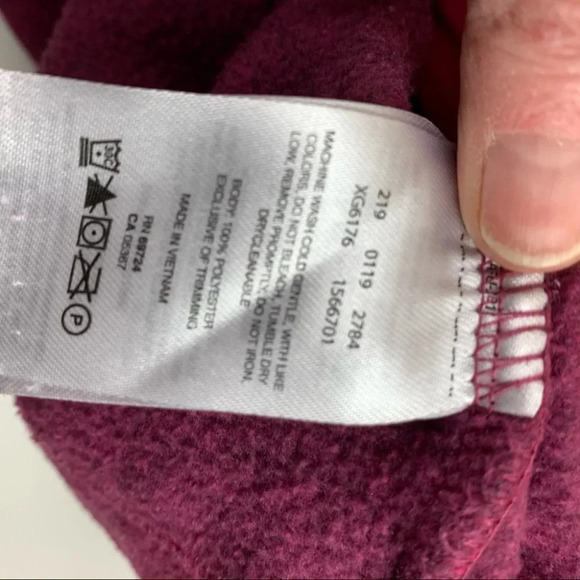 219 0119 2784
XG6176 1566701
MACHINE WASH COLD GENTLE, WITH LIKE
COLORS, DO NOT BLEACH, TUMBLE DRY
LOW, REMOVE PROMPTLY, DO NOT IRON,
DRYCLEANABLE
BODY: 100% POLYESTER
EXCLUSIVE OF TRIMMING
MADE IN VIETNAM
RN 69724
CA 05367
30C
P